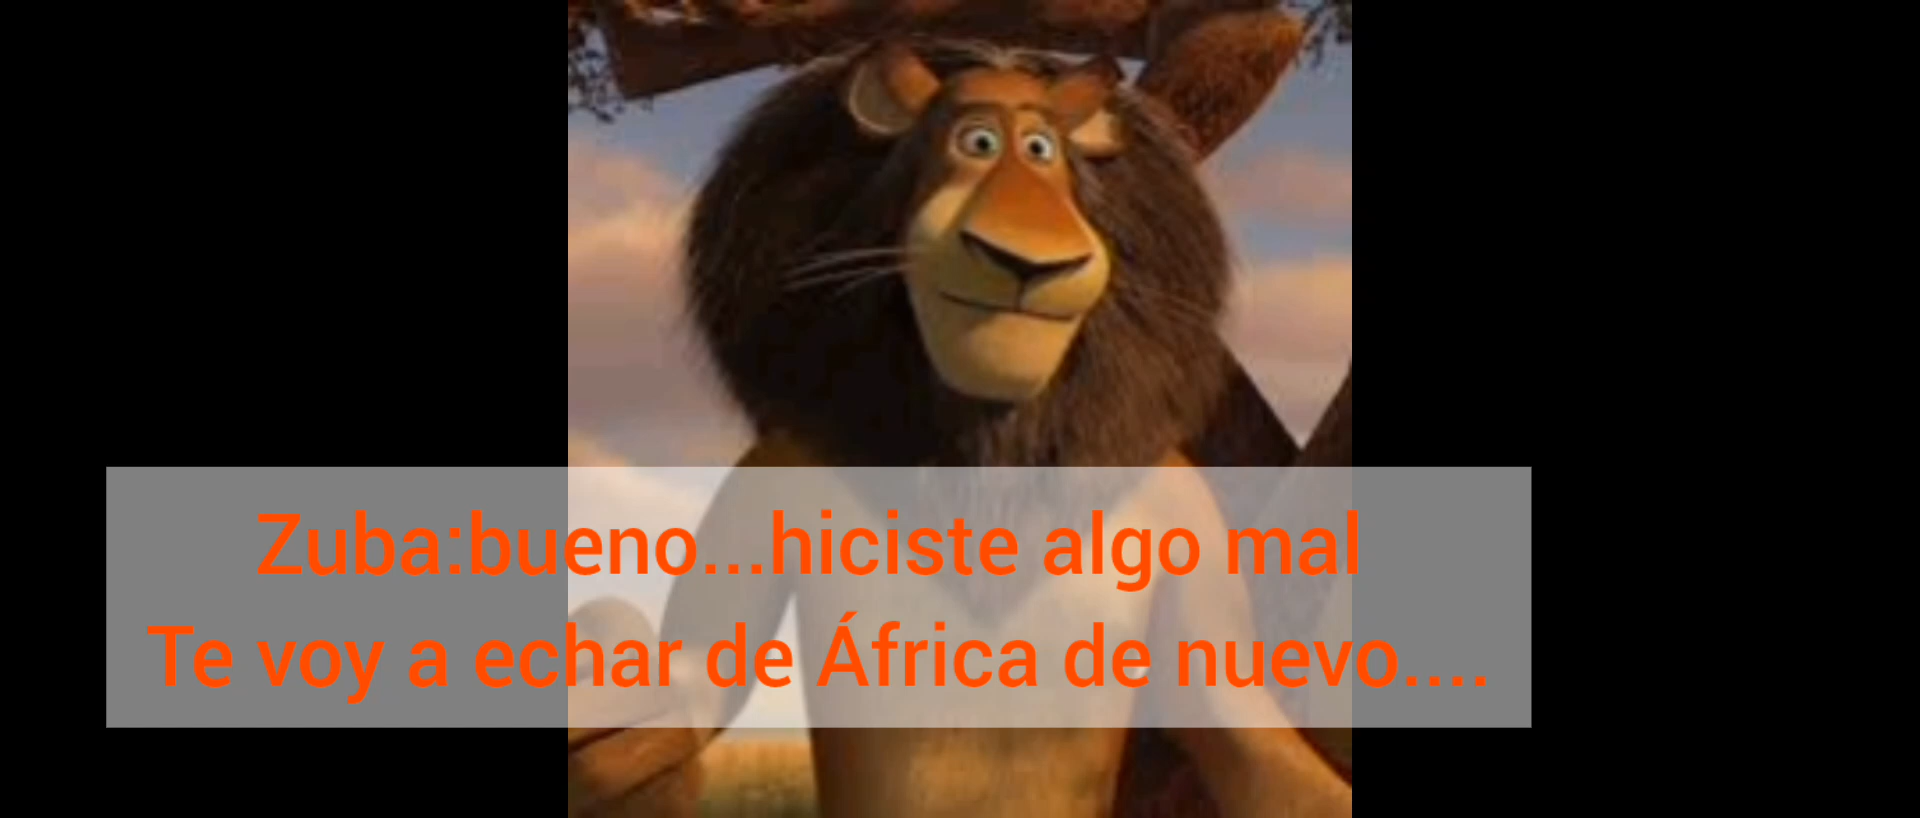 Zuba:bueno...hiciste algo mal
Te voy a echar de África de nuevo....